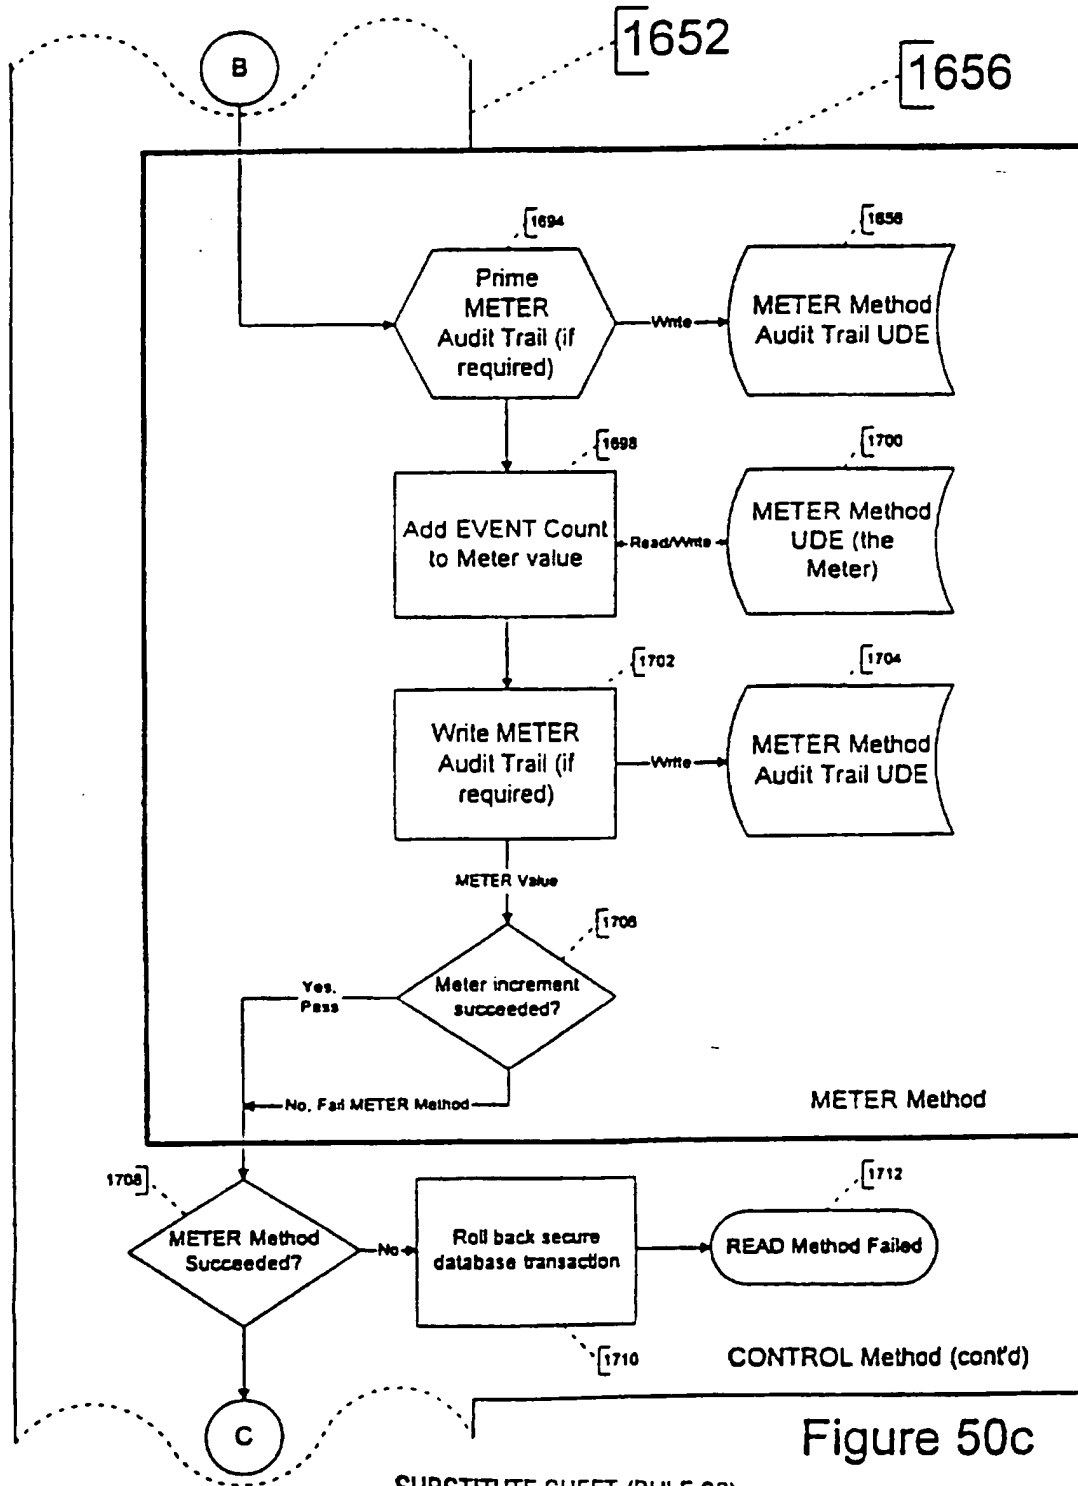 B
1652
1656
1694
1656
Prime
METER
Audit Trail (if
required)
Write
METER Method
Audit Trail UDE
1698
1700
Add EVENT Count
to Meter value
Read/Write
METER Method
UDE (the
Meter)
1702
1704
Write METER
Audit Trail (if
required)
Write
METER Method
Audit Trail UDE
METER Value
1706
Yes,
Pass
Meter increment
succeeded?
No, Fail METER Method
METER Method
1708
1712
METER Method
Succeeded?
No
Roll back secure
database transaction
READ Method Failed
1710
CONTROL Method (cont'd)
C
Figure 50c